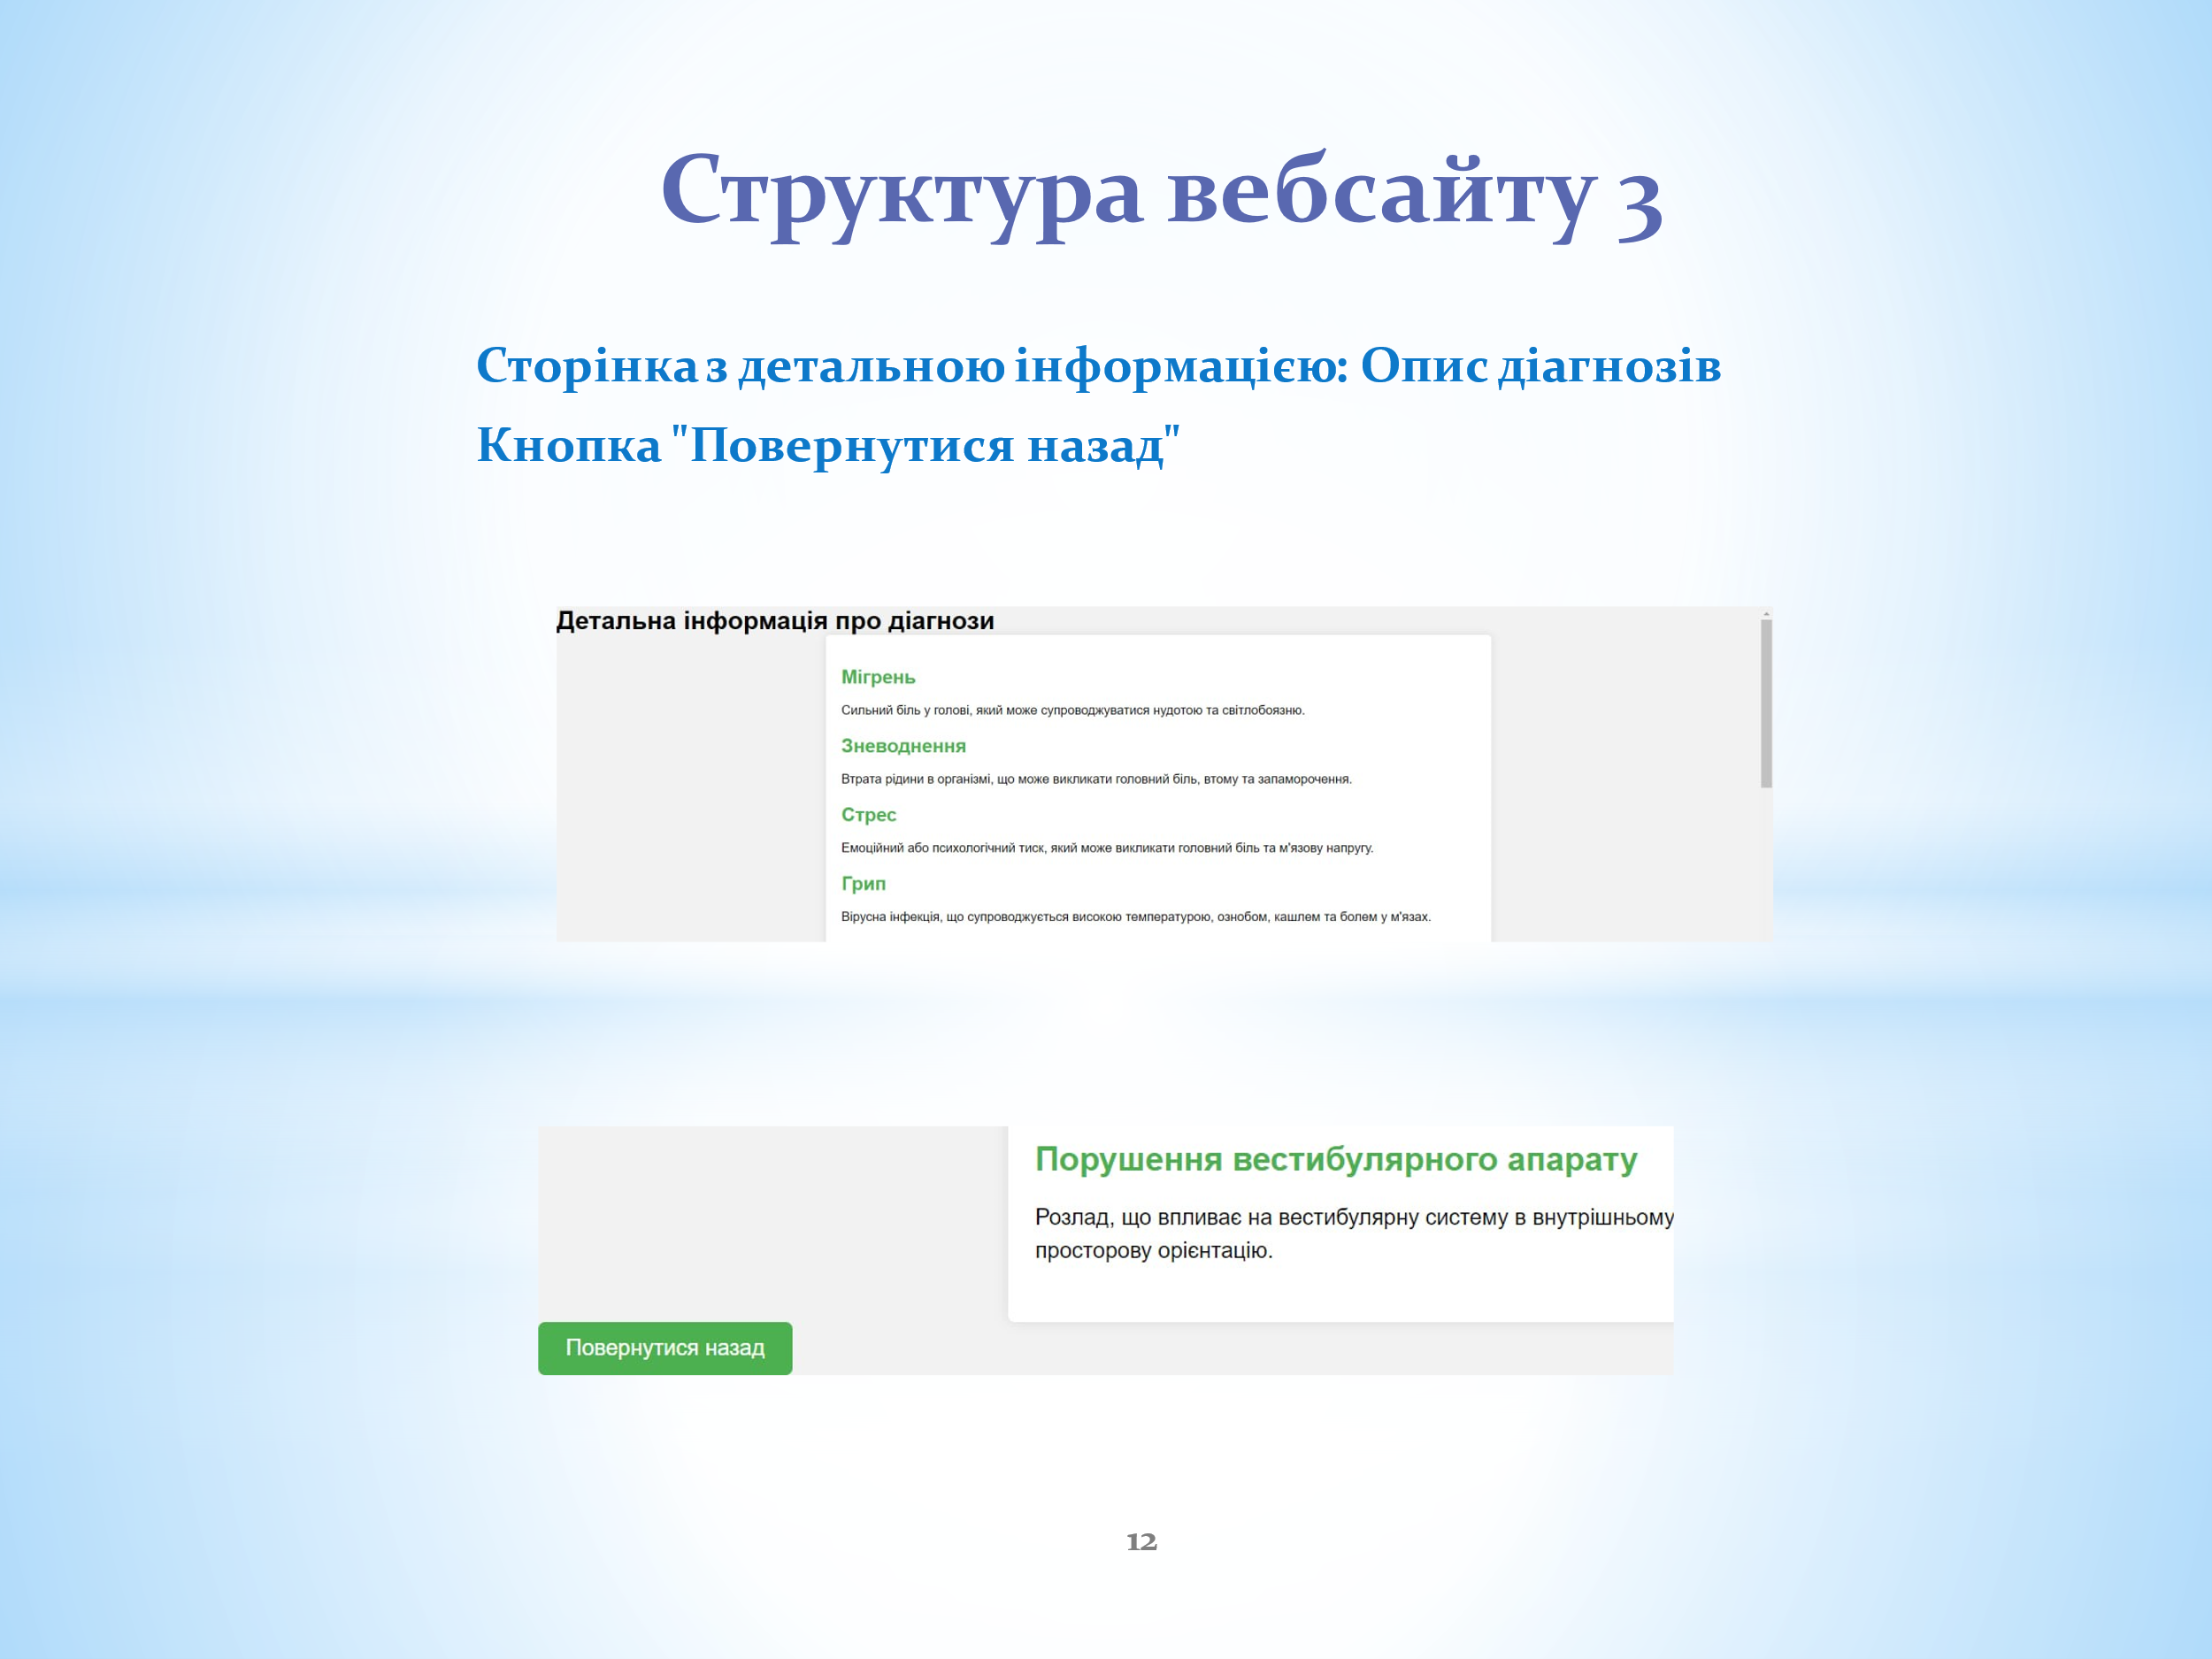 Структура вебсайту 3
Сторінка з детальною інформацією: Опис діагнозів
Кнопка "Повернутися назад"
Детальна інформація про діагнози
Мігрень
Сильний біль у голові, який може супроводжуватися нудотою та світлобоязню.
Зневоднення
Втрата рідини в організмі, що може викликати головний біль, втому та запаморочення.
Стрес
Емоційний або психологічний тиск, який може викликати головний біль та м'язову напругу.
Грип
Вірусна інфекція, що супроводжується високою температурою, ознобом, кашлем та болем у м'язах.
Порушення вестибулярного апарату
Розлад, що впливає на вестибулярну систему в внутрішньому
просторову орієнтацію.
Повернутися назад
12